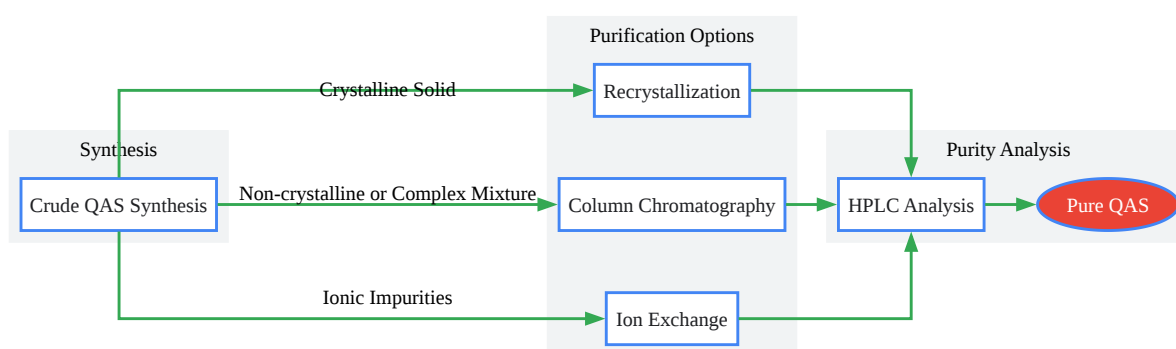 Purification Options
Crystalline Solid
Recrystallization
Synthesis
Purity Analysis
Non-crystalline or Complex Mixture
Crude QAS Synthesis
Column Chromatography
HPLC Analysis
Pure QAS
Ionic Impurities
Ion Exchange